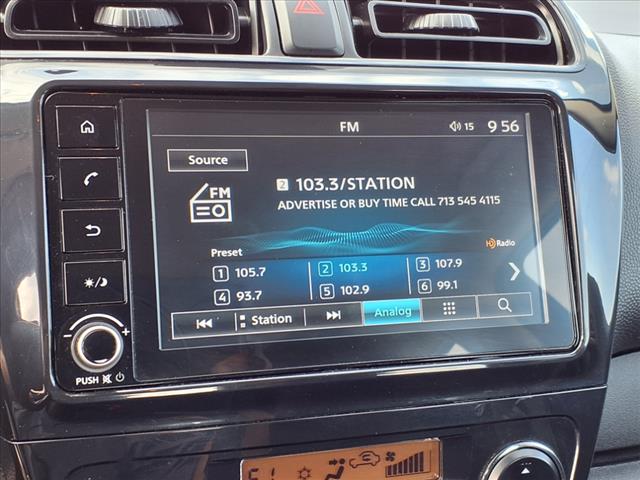 FM
15
9 56
Source
FM
2 103.3/STATION
ADVERTISE OR BUY TIME CALL 713 545 4115
HD Radio
Preset
1 105.7
2 103.3
3 107.9
4 93.7
5 102.9
6 99.1
Station
Analog
- +
PUSH